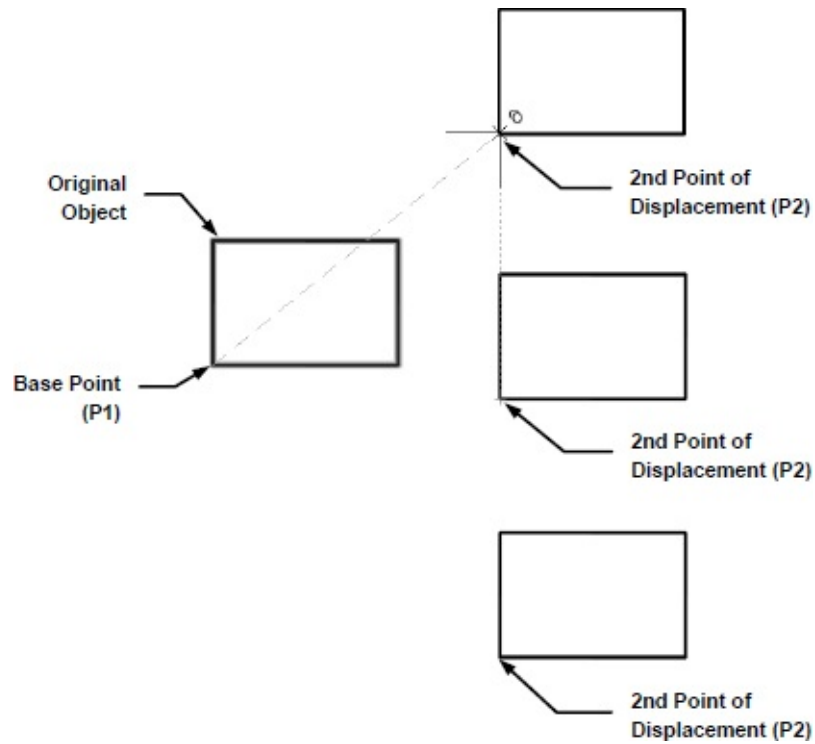 2nd Point of
Displacement (P2)
Original
Object
Base Point
(P1)
2nd Point of
Displacement (P2)
2nd Point of
Displacement (P2)